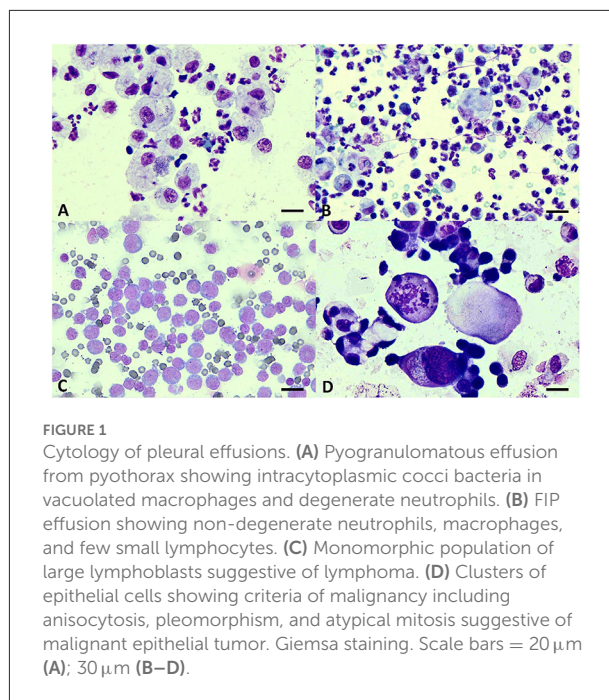 A
B
C
D
FIGURE 1
Cytology of pleural effusions. (A) Pyogranulomatous effusion
from pyothorax showing intracytoplasmic cocci bacteria in
vacuolated macrophages and degenerate neutrophils. (B) FIP
effusion showing non-degenerate neutrophils, macrophages,
and few small lymphocytes. (C) Monomorphic population of
large lymphoblasts suggestive of lymphoma. (D) Clusters of
epithelial cells showing criteria of malignancy including
anisocytosis, pleomorphism, and atypical mitosis suggestive of
malignant epithelial tumor. Giemsa staining. Scale bars = 20 μm
(A); 30 μm (B–D).